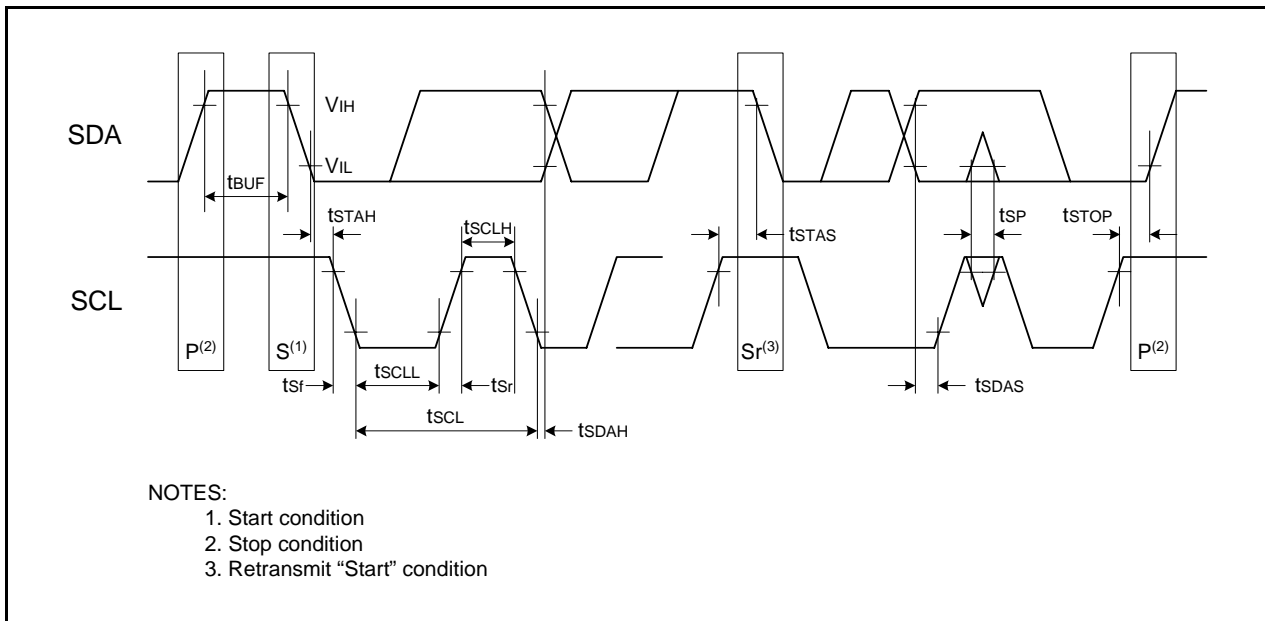 VIH
SDA
VIL
tBUF
tSTAH
tSCLH
tSTAS
tSP
tSTOP
SCL
P(2)
S(1)
Sr(3)
P(2)
tSf
tSCLL
tSr
tSDAS
tSCL
tSDAH
NOTES:
1. Start condition
2. Stop condition
3. Retransmit “Start” condition